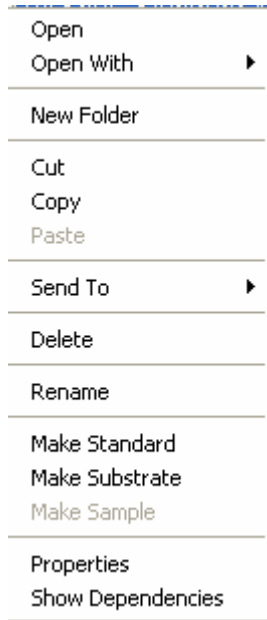 Open
Open With
New Folder
Cut
Copy
Paste
Send To
Delete
Rename
Make Standard
Make Substrate
Make Sample
Properties
Show Dependencies